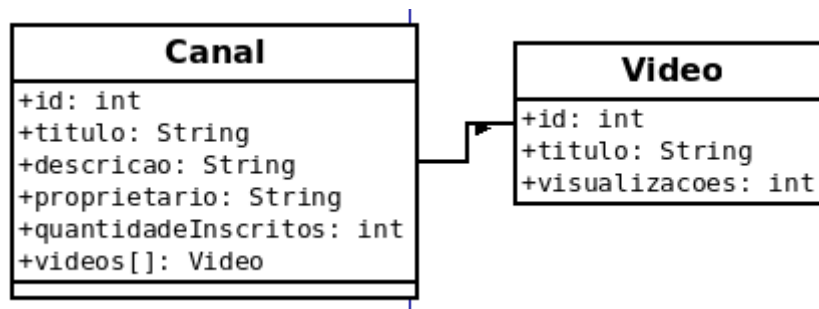 Canal
+id: int
+titulo: String
+descricao: String
+proprietario: String
+quantidadeInscritos: int
+videos[]: Video
Video
+id: int
+titulo: String
+visualizacoes: int